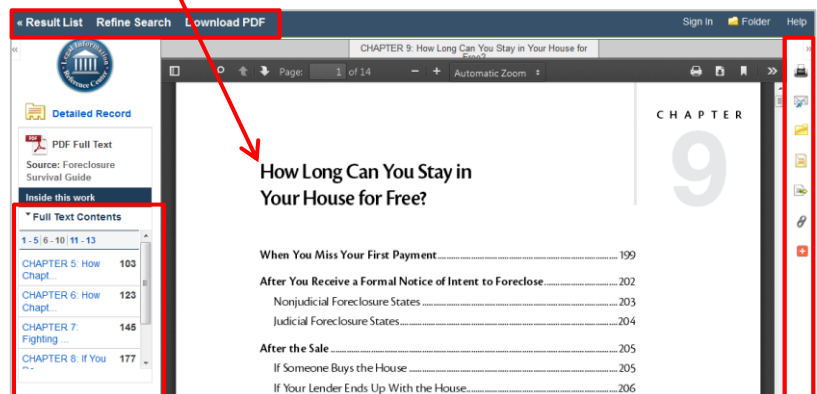 « Result List Refine Search Download PDF Sign In Folder Help
CHAPTER 9: How Long Can You Stay in Your House for
Free?
Legal Information
Reference Center
Page: 1 of 14 − + Automatic Zoom
Detailed Record
PDF
PDF Full Text
Source: Foreclosure
Survival Guide
Inside this work
Full Text Contents
1 - 5 | 6 - 10 | 11 - 13
CHAPTER 5: How 103
Chapt...
CHAPTER 6: How 123
Chapt...
CHAPTER 7: 145
Fighting ...
CHAPTER 8: If You 177
CHAPTER
9
How Long Can You Stay in
Your House for Free?
When You Miss Your First Payment 199
After You Receive a Formal Notice of Intent to Foreclose 202
Nonjudicial Foreclosure States 203
Judicial Foreclosure States 204
After the Sale 205
If Someone Buys the House 205
If Your Lender Ends Up With the House 206